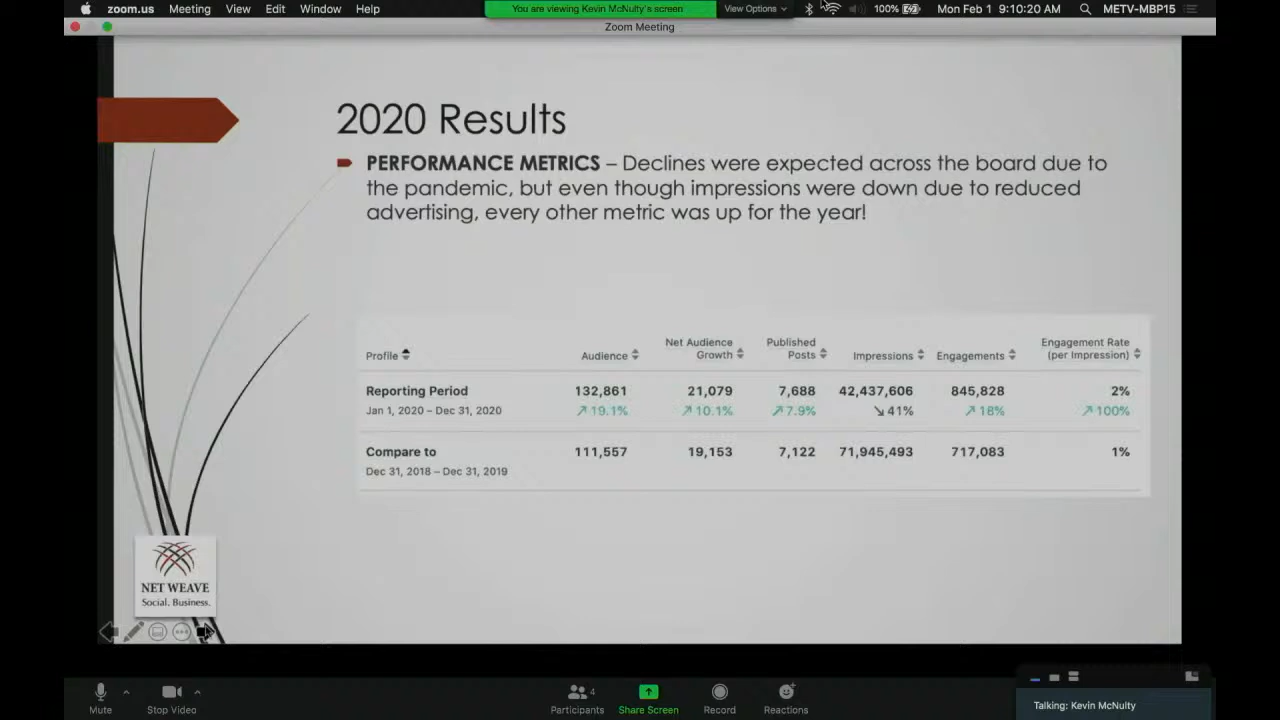 zoom.us Meeting View Edit Window Help You are viewing Kevin McNulty's screen View Options 100% Mon Feb 1 9:10:20 AM METV-MBP15
Zoom Meeting
2020 Results
PERFORMANCE METRICS – Declines were expected across the board due to
the pandemic, but even though impressions were down due to reduced
advertising, every other metric was up for the year!
Profile Audience Net Audience Growth Published Posts Impressions Engagements Engagement Rate (per Impression)
Reporting Period 132,861 21,079 7,688 42,437,606 845,828 2%
Jan 1, 2020 – Dec 31, 2020 ↗19.1% ↗10.1% ↗7.9% ↘41% ↗18% ↗100%
Compare to 111,557 19,153 7,122 71,945,493 717,083 1%
Dec 31, 2018 – Dec 31, 2019
NET WEAVE
Social. Business.
Mute Stop Video Participants 4 Share Screen Record Reactions
Talking: Kevin McNulty